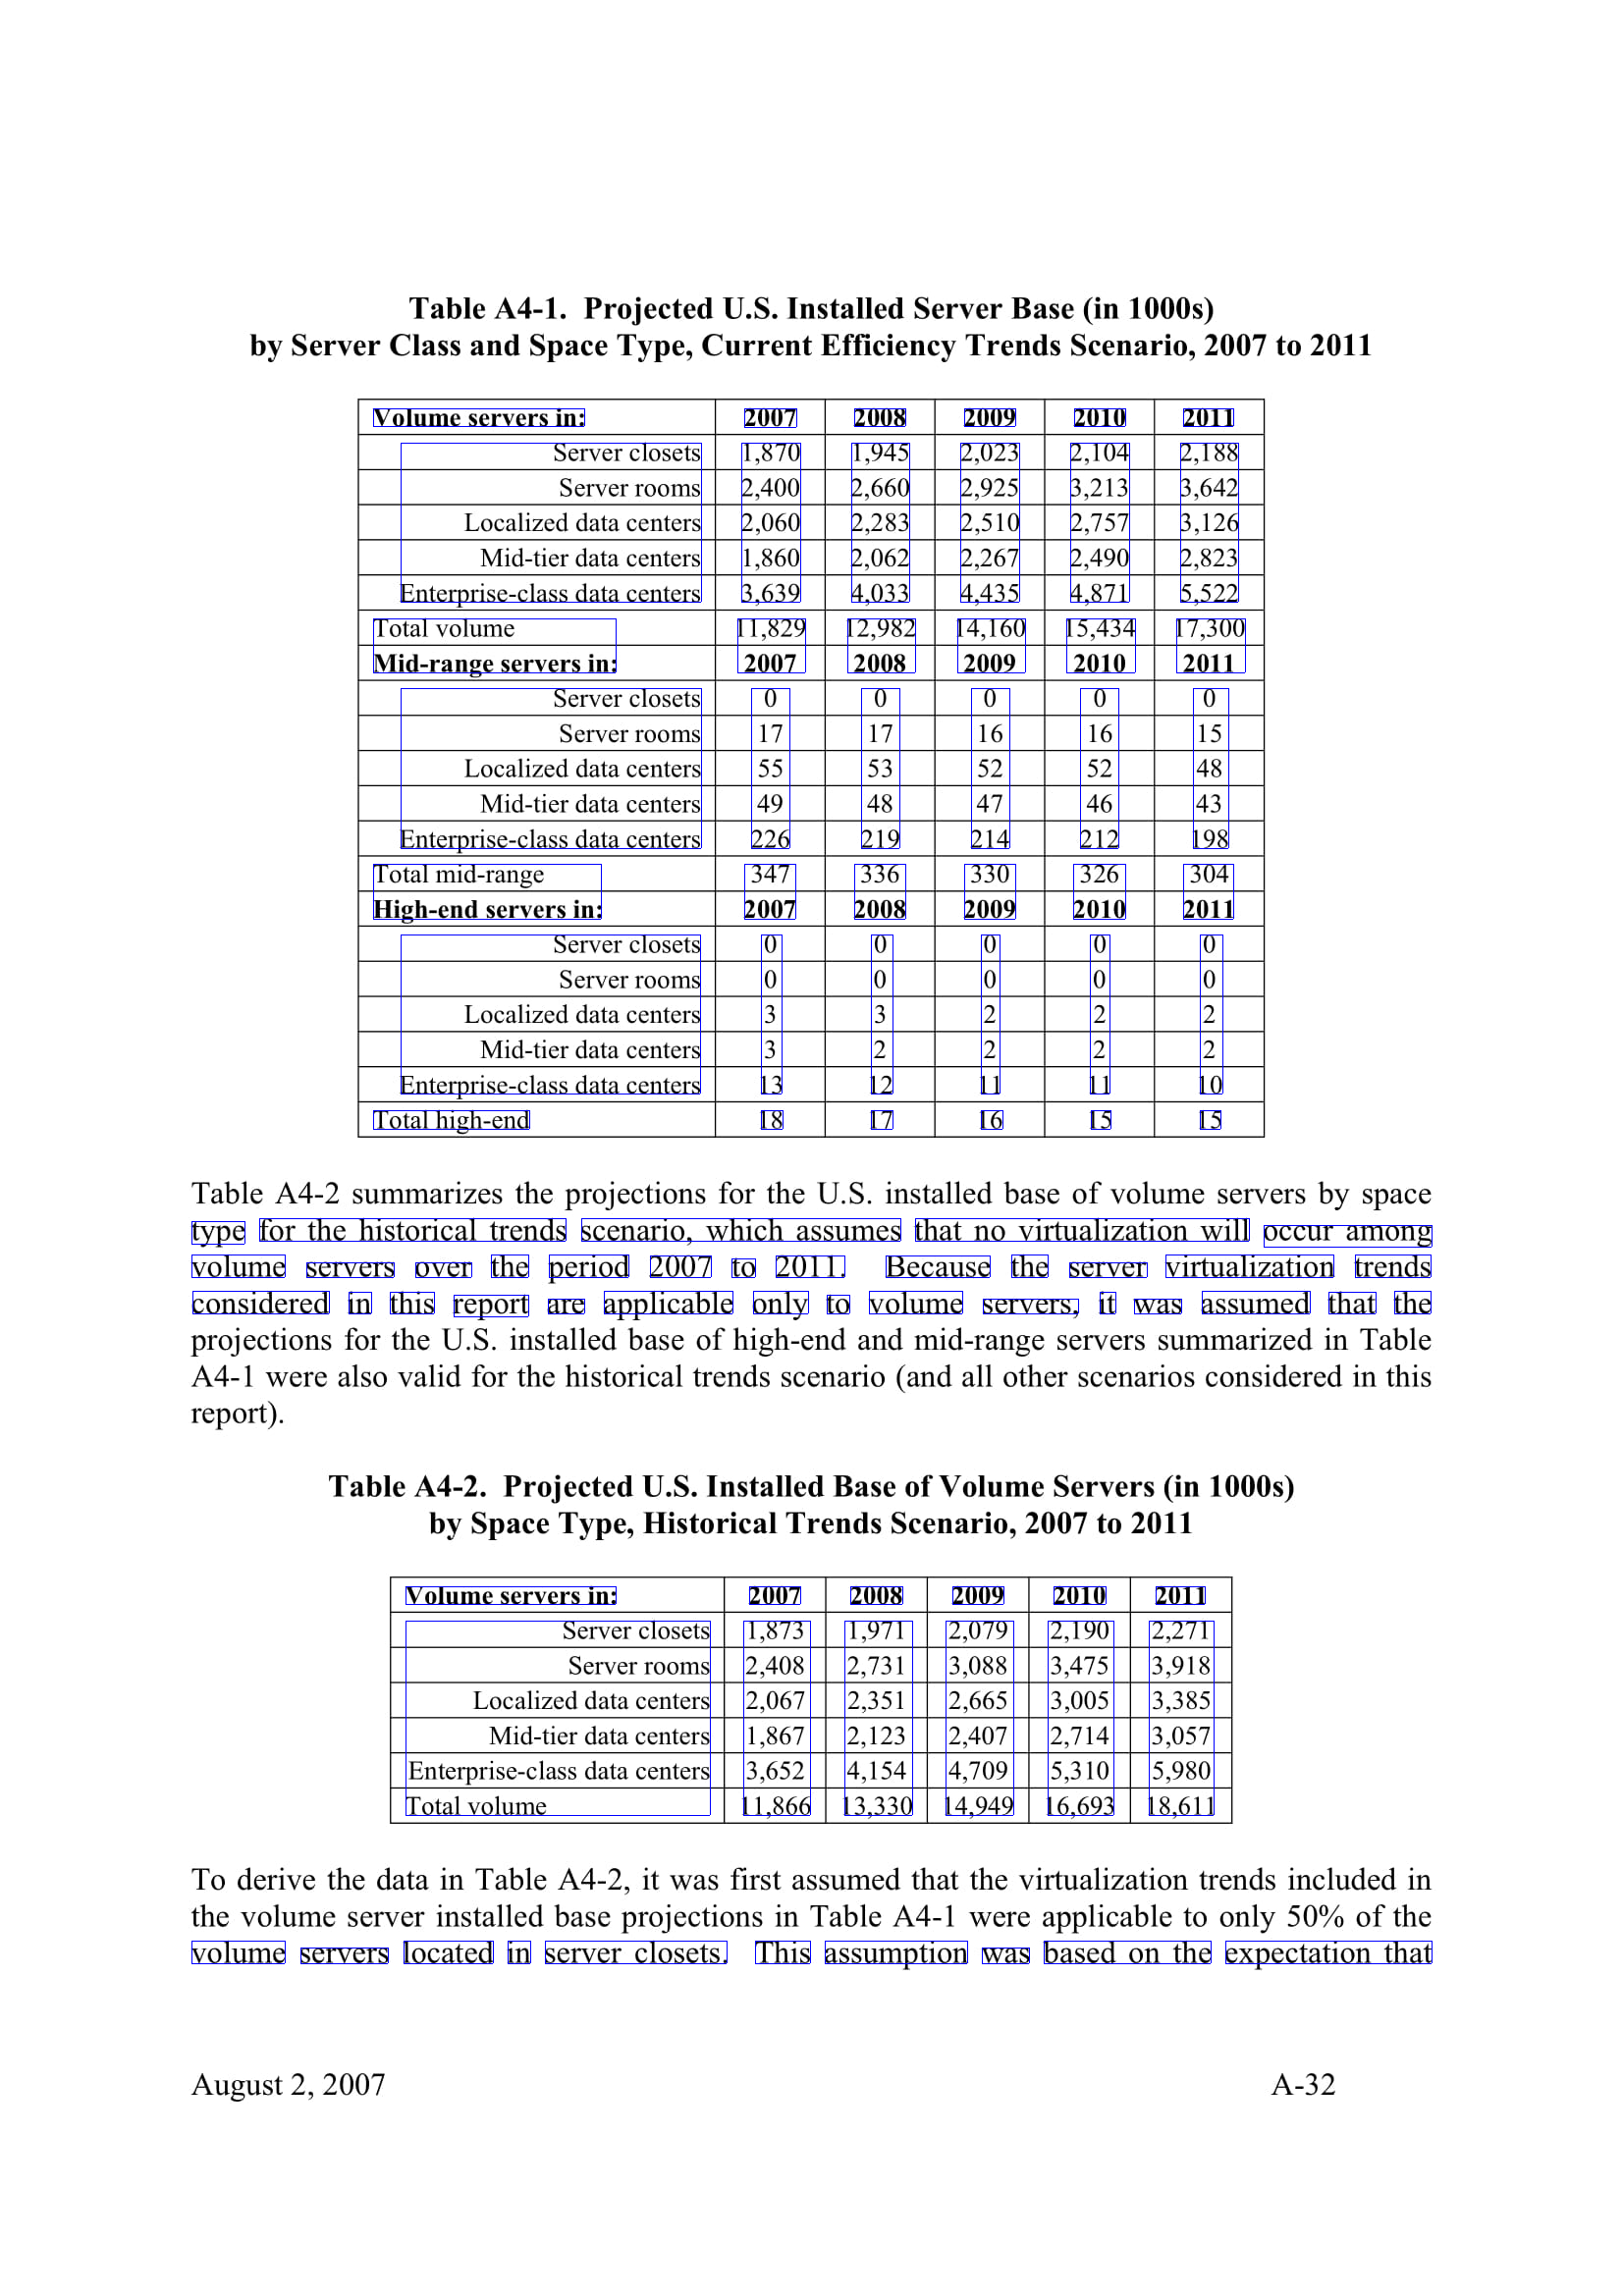 Table A4-1.  Projected U.S. Installed Server Base (in 1000s)
by Server Class and Space Type, Current Efficiency Trends Scenario, 2007 to 2011
Volume servers in: 2007 2008 2009 2010 2011
Server closets 1,870 1,945 2,023 2,104 2,188
Server rooms 2,400 2,660 2,925 3,213 3,642
Localized data centers 2,060 2,283 2,510 2,757 3,126
Mid-tier data centers 1,860 2,062 2,267 2,490 2,823
Enterprise-class data centers 3,639 4,033 4,435 4,871 5,522
Total volume 11,829 12,982 14,160 15,434 17,300
Mid-range servers in: 2007 2008 2009 2010 2011
Server closets 0 0 0 0 0
Server rooms 17 17 16 16 15
Localized data centers 55 53 52 52 48
Mid-tier data centers 49 48 47 46 43
Enterprise-class data centers 226 219 214 212 198
Total mid-range 347 336 330 326 304
High-end servers in: 2007 2008 2009 2010 2011
Server closets 0 0 0 0 0
Server rooms 0 0 0 0 0
Localized data centers 3 3 2 2 2
Mid-tier data centers 3 2 2 2 2
Enterprise-class data centers 13 12 11 11 10
Total high-end 18 17 16 15 15
Table A4-2 summarizes the projections for the U.S. installed base of volume servers by space
type for the historical trends scenario, which assumes that no virtualization will occur among
volume servers over the period 2007 to 2011.  Because the server virtualization trends
considered in this report are applicable only to volume servers, it was assumed that the
projections for the U.S. installed base of high-end and mid-range servers summarized in Table
A4-1 were also valid for the historical trends scenario (and all other scenarios considered in this
report).
Table A4-2.  Projected U.S. Installed Base of Volume Servers (in 1000s)
by Space Type, Historical Trends Scenario, 2007 to 2011
Volume servers in: 2007 2008 2009 2010 2011
Server closets 1,873 1,971 2,079 2,190 2,271
Server rooms 2,408 2,731 3,088 3,475 3,918
Localized data centers 2,067 2,351 2,665 3,005 3,385
Mid-tier data centers 1,867 2,123 2,407 2,714 3,057
Enterprise-class data centers 3,652 4,154 4,709 5,310 5,980
Total volume 11,866 13,330 14,949 16,693 18,611
To derive the data in Table A4-2, it was first assumed that the virtualization trends included in
the volume server installed base projections in Table A4-1 were applicable to only 50% of the
volume servers located in server closets.  This assumption was based on the expectation that
August 2, 2007 A-32